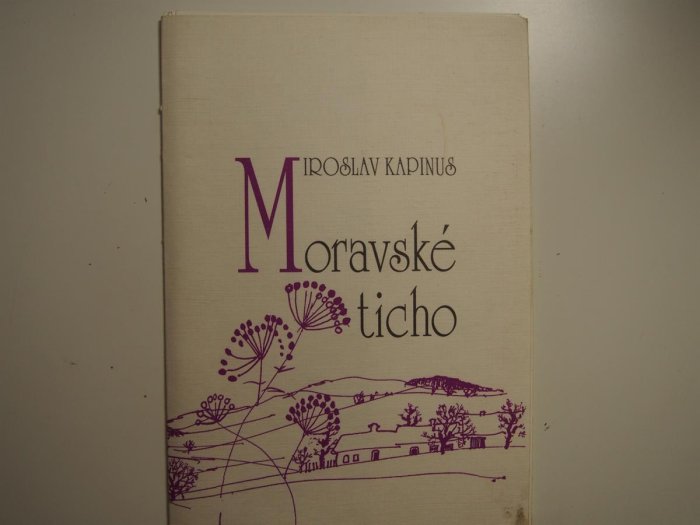 MIROSLAV KAPINUS
Moravské
ticho